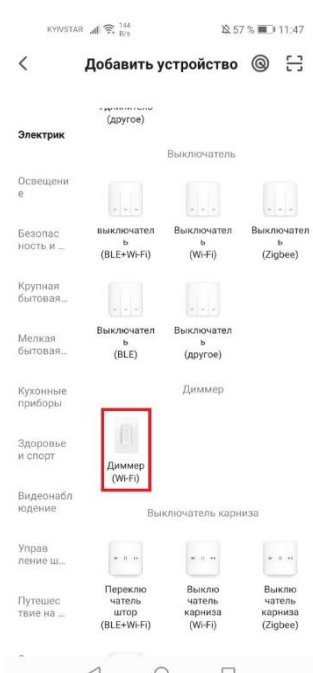 KYIVSTAR 144 B/s 57 % 11:47
Добавить устройство
(другое)
Электрик
Выключатель
Освещени
е
выключател
ь
(BLE+Wi-Fi)
Выключател
ь
(Wi-Fi)
Выключател
ь
(Zigbee)
Безопас
ность и ...
Крупная
бытовая...
Выключател
ь
(BLE)
Выключател
ь
(другое)
Мелкая
бытовая...
Кухонные
приборы
Диммер
Диммер
(Wi-Fi)
Здоровье
и спорт
Видеонабл
юдение
Выключатель карниза
Управ
ление ш...
Переклю
чатель
штор
(BLE+Wi-Fi)
Выклю
чатель
карниза
(Wi-Fi)
Выклю
чатель
карниза
(Zigbee)
Путешес
твие на ...